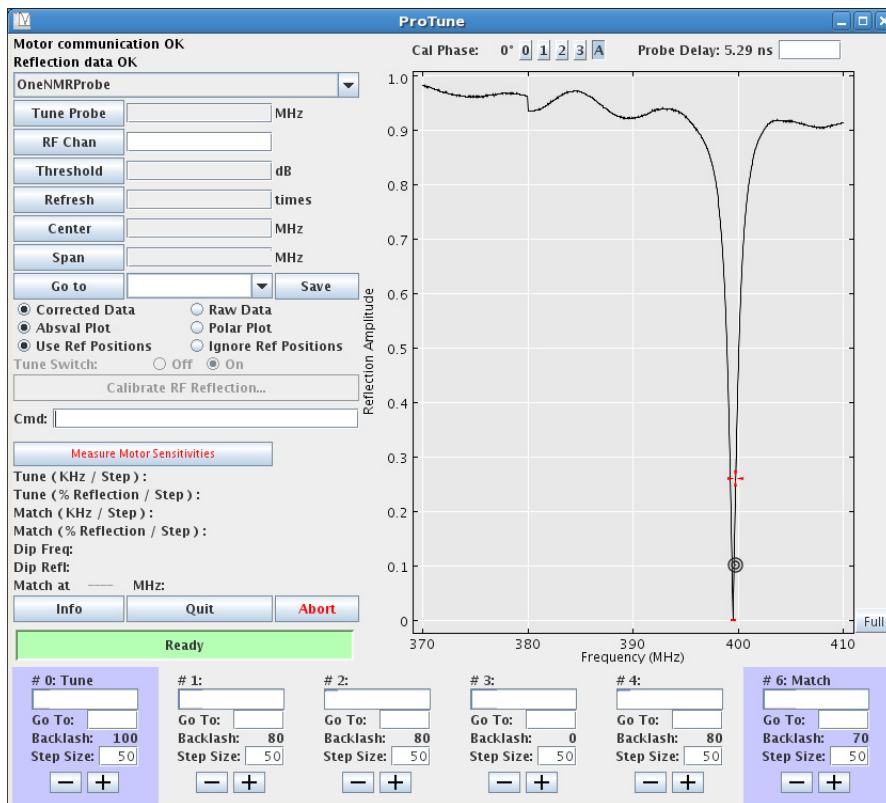 ProTune
Motor communication OK
Reflection data OK
OneNMRProbe
Tune Probe MHz
RF Chan
Threshold dB
Refresh times
Center MHz
Span MHz
Go to Save
Corrected Data Raw Data
Absval Plot Polar Plot
Use Ref Positions Ignore Ref Positions
Tune Switch: Off On
Calibrate RF Reflection...
Cmd:
Measure Motor Sensitivities
Tune ( KHz / Step ) :
Tune ( % Reflection / Step ) :
Match ( KHz / Step ) :
Match ( % Reflection / Step ) :
Dip Freq:
Dip Refl:
Match at ---- MHz:
Info Quit Abort
Ready
Cal Phase: 0° 0 1 2 3 A Probe Delay: 5.29 ns
Reflection Amplitude
1.0
0.9
0.8
0.7
0.6
0.5
0.4
0.3
0.2
0.1
0
370 380 390 400 410
Frequency (MHz)
Full
# 0: Tune
Go To:
Backlash: 100
Step Size: 50
− +
# 1:
Go To:
Backlash: 80
Step Size: 50
− +
# 2:
Go To:
Backlash: 80
Step Size: 50
− +
# 3:
Go To:
Backlash: 0
Step Size: 50
− +
# 4:
Go To:
Backlash: 80
Step Size: 50
− +
# 6: Match
Go To:
Backlash: 70
Step Size: 50
− +